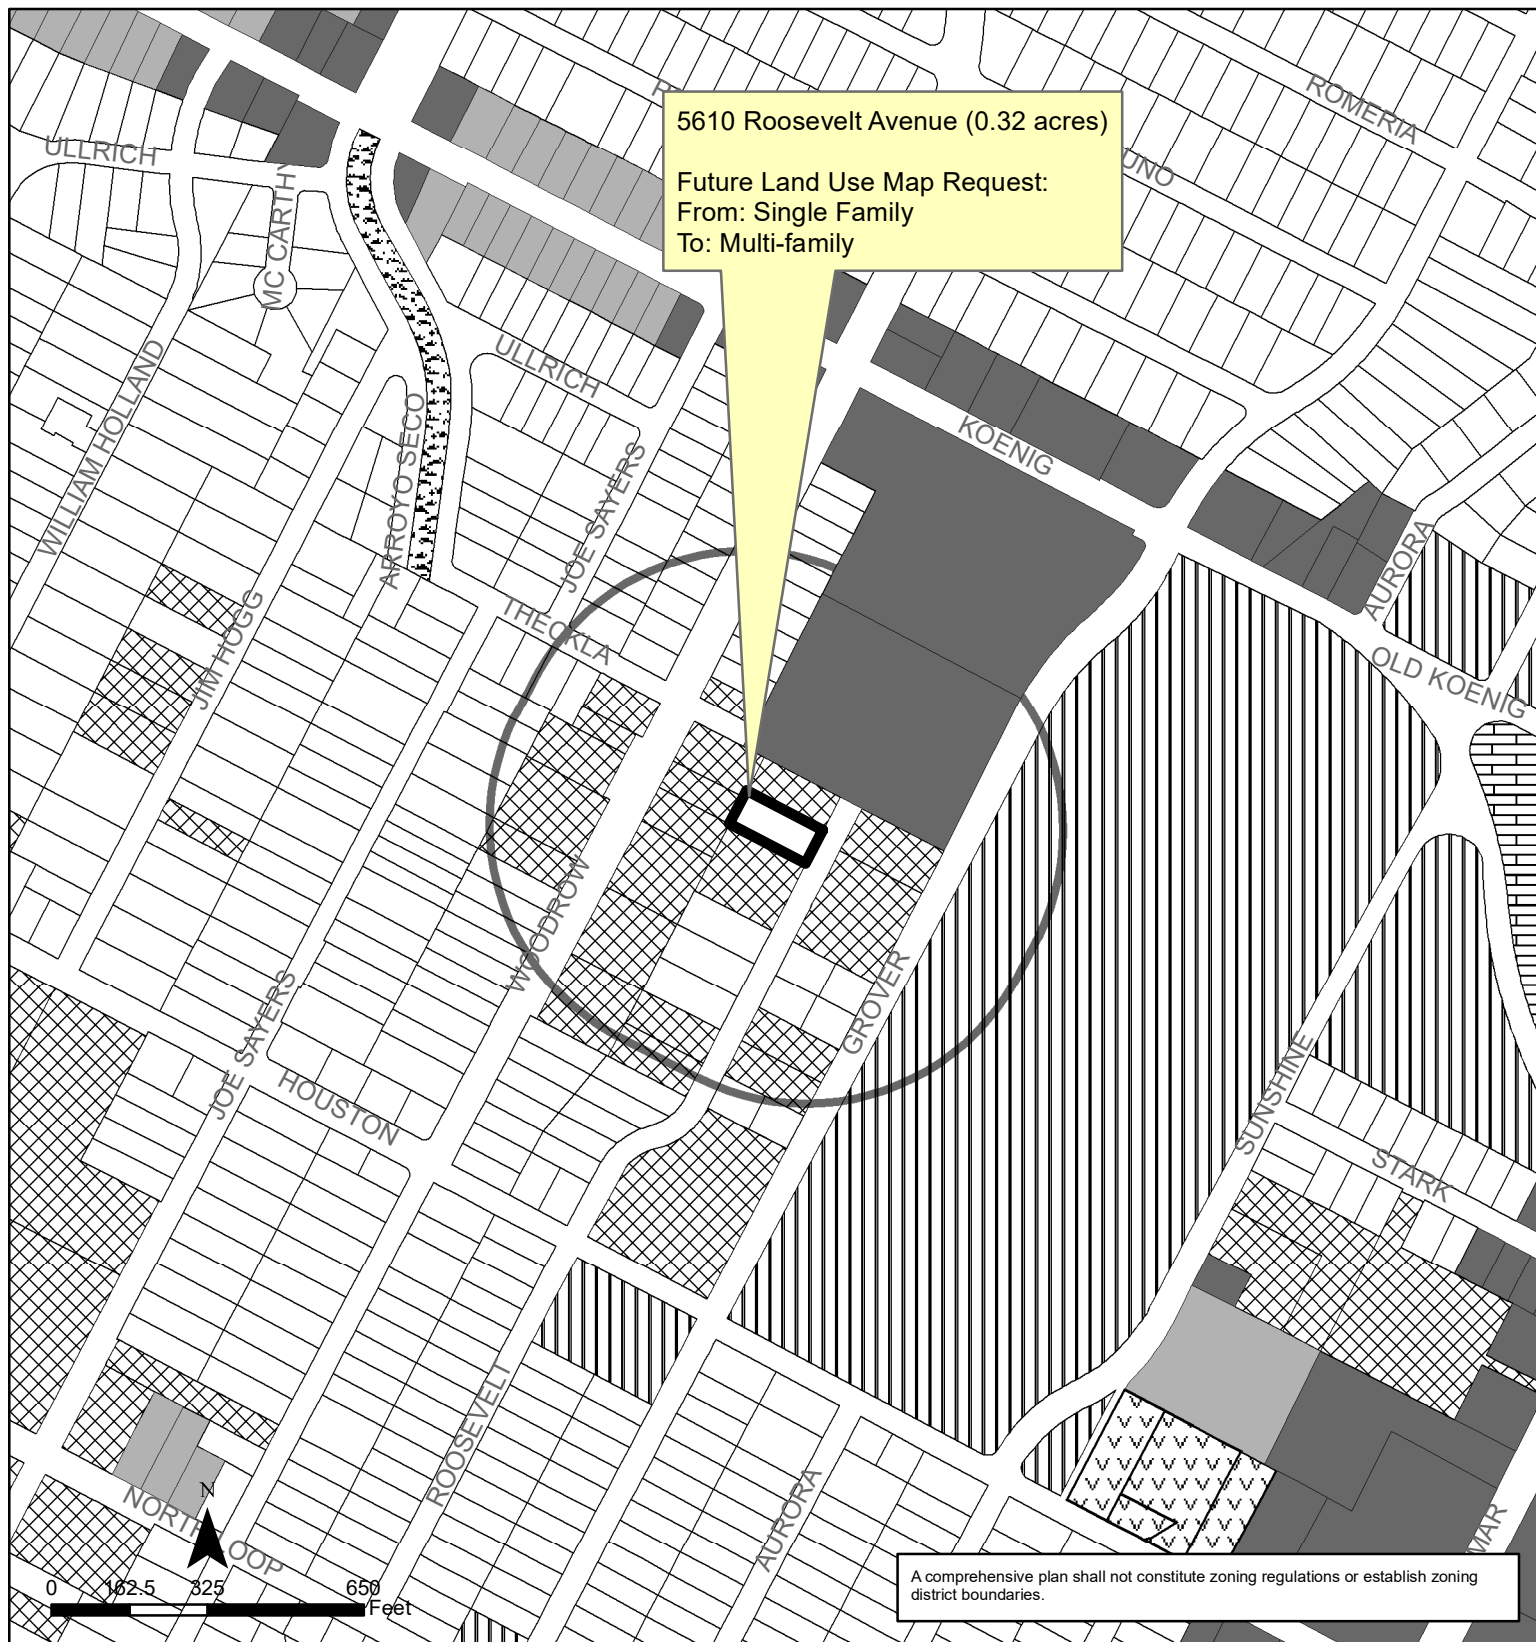 ROMERIA
UNO
5610 Roosevelt Avenue (0.32 acres)
Future Land Use Map Request:
From: Single Family
To: Multi-family
ULLRICH
MC CARTHY
ULLRICH
WILLIAM HOLLAND
ARROYO SECO
JOE SAYERS
KOENIG
AURORA
JIM HOGG
THECKLA
OLD KOENIG
WOODROW
GROVER
JOE SAYERS
HOUSTON
SUNSHINE
STARK
ROOSEVELT
AURORA
NORTH LOOP
MAR
N
0 162.5 325 650
Feet
A comprehensive plan shall not constitute zoning regulations or establish zoning
district boundaries.